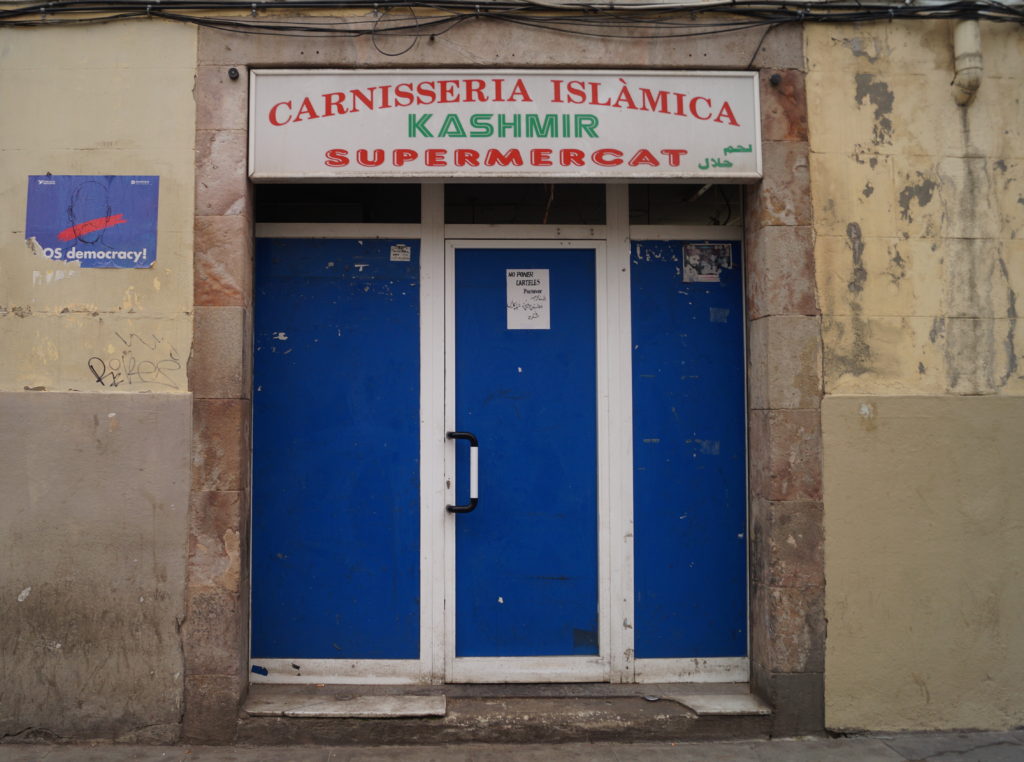 CARNISSERIA ISLÀMICA
KASHMIR
SUPERMERCAT
لحم
حلال
OS democracy!
NO PONER
CARTELES